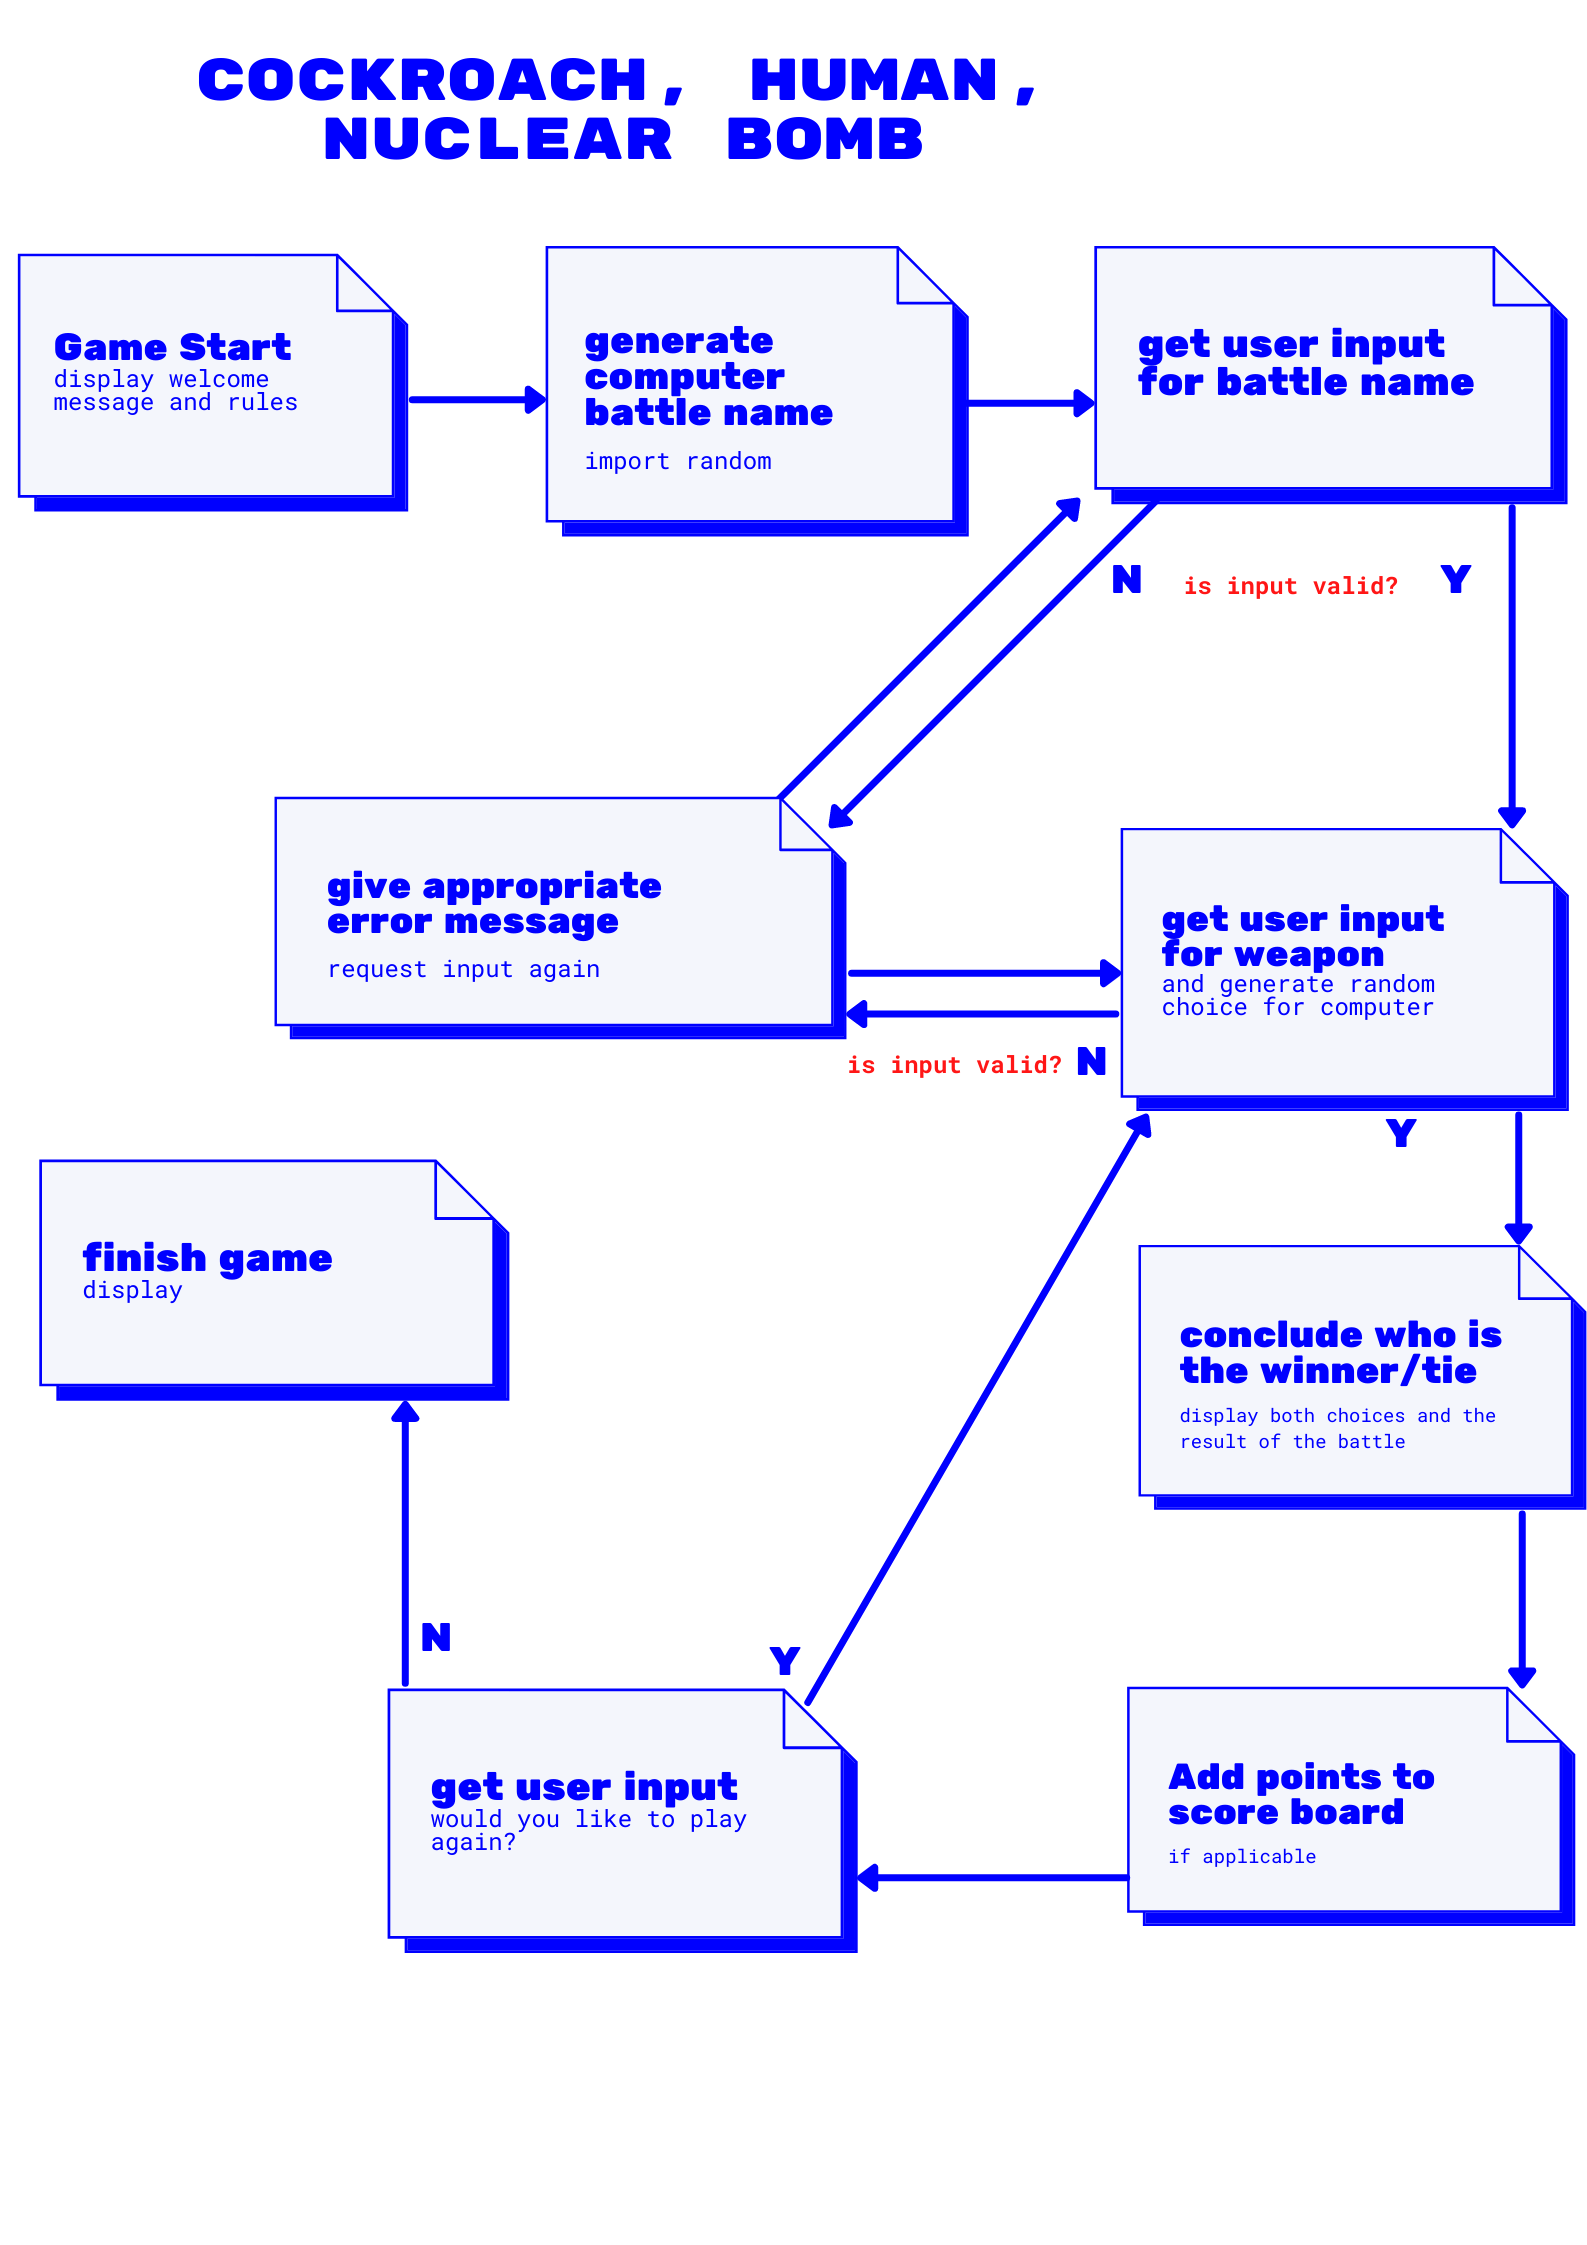 COCKROACH, HUMAN,
NUCLEAR BOMB
Game Start
display welcome
message and rules
generate
computer
battle name
import random
get user input
for battle name
N
is input valid?
Y
give appropriate
error message
request input again
get user input
for weapon
and generate random
choice for computer
is input valid?
N
Y
finish game
display
conclude who is
the winner/tie
display both choices and the
result of the battle
N
Y
get user input
would you like to play
again?
Add points to
score board
if applicable